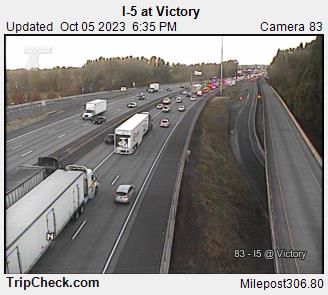 I-5 at Victory
Updated Oct 05 2023 6:35 PM Camera 83
T
N
83 - I5 @ Victory
TripCheck.com Milepost306.80